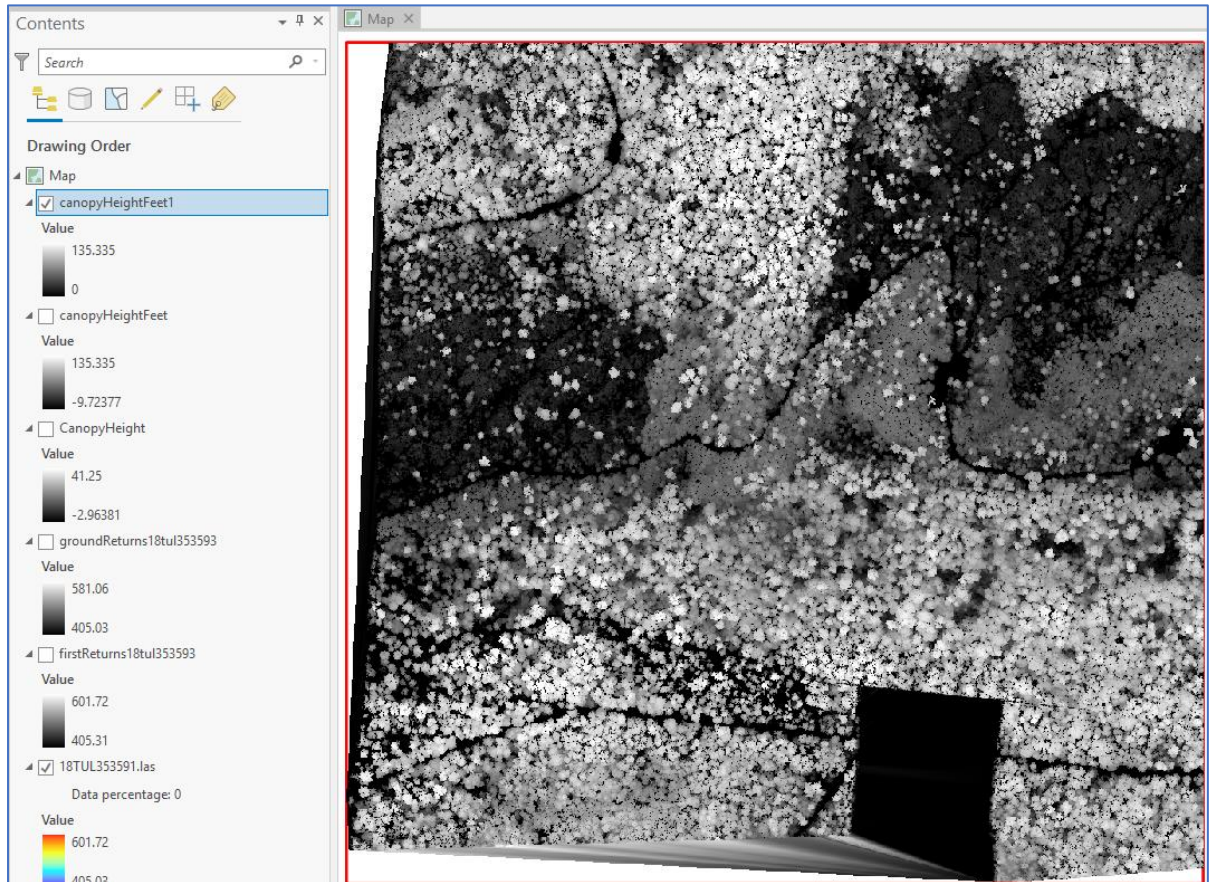 Contents
Map
Search
Drawing Order
Map
canopyHeightFeet1
Value
135.335
0
canopyHeightFeet
Value
135.335
-9.72377
CanopyHeight
Value
41.25
-2.96381
groundReturns18tul353593
Value
581.06
405.03
firstReturns18tul353593
Value
601.72
405.31
18TUL353591.las
Data percentage: 0
Value
601.72
405.03